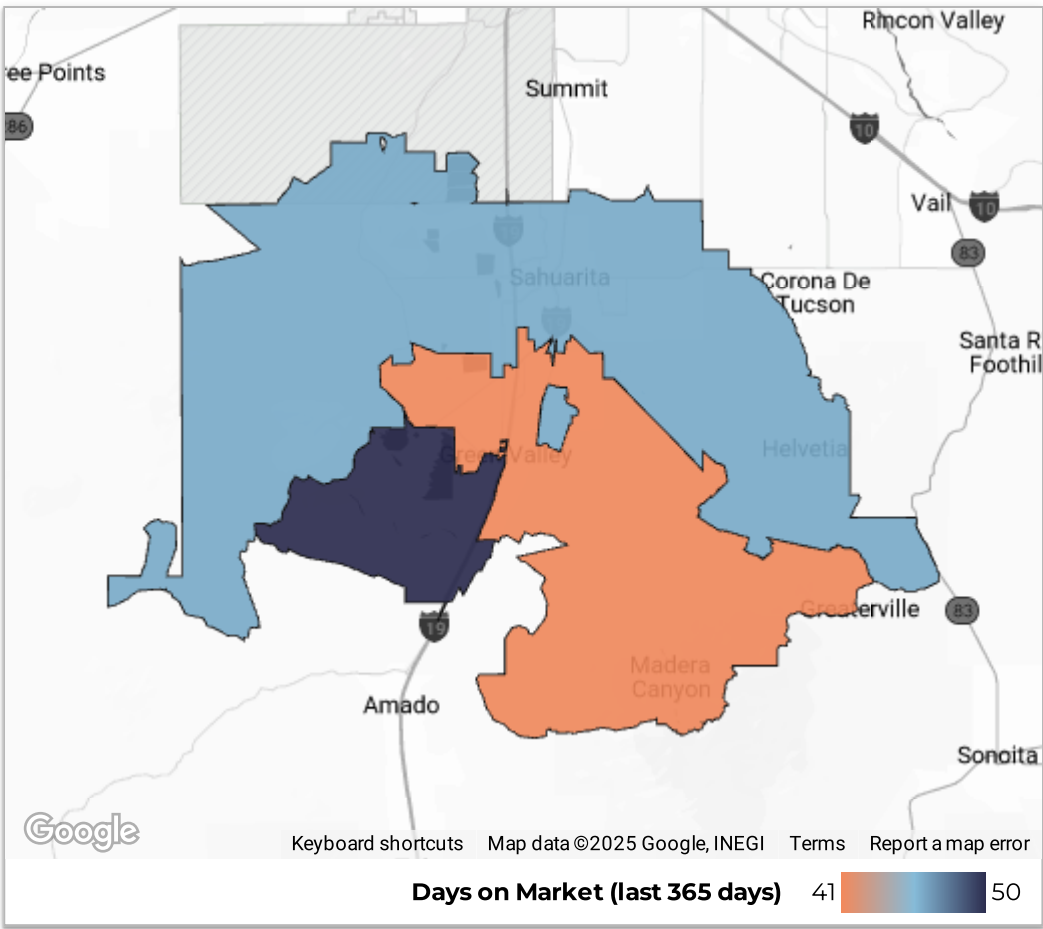 Rincon Valley
ree Points
Summit
86
10
Vail
10
83
Sahuarita
Corona De
Tucson
Santa R
Foothil
Green Valley
Helvetia
Greaterville
83
19
Madera
Canyon
Amado
Sonoita
Google
Keyboard shortcuts
Map data ©2025 Google, INEGI
Terms
Report a map error
Days on Market (last 365 days)
41
50